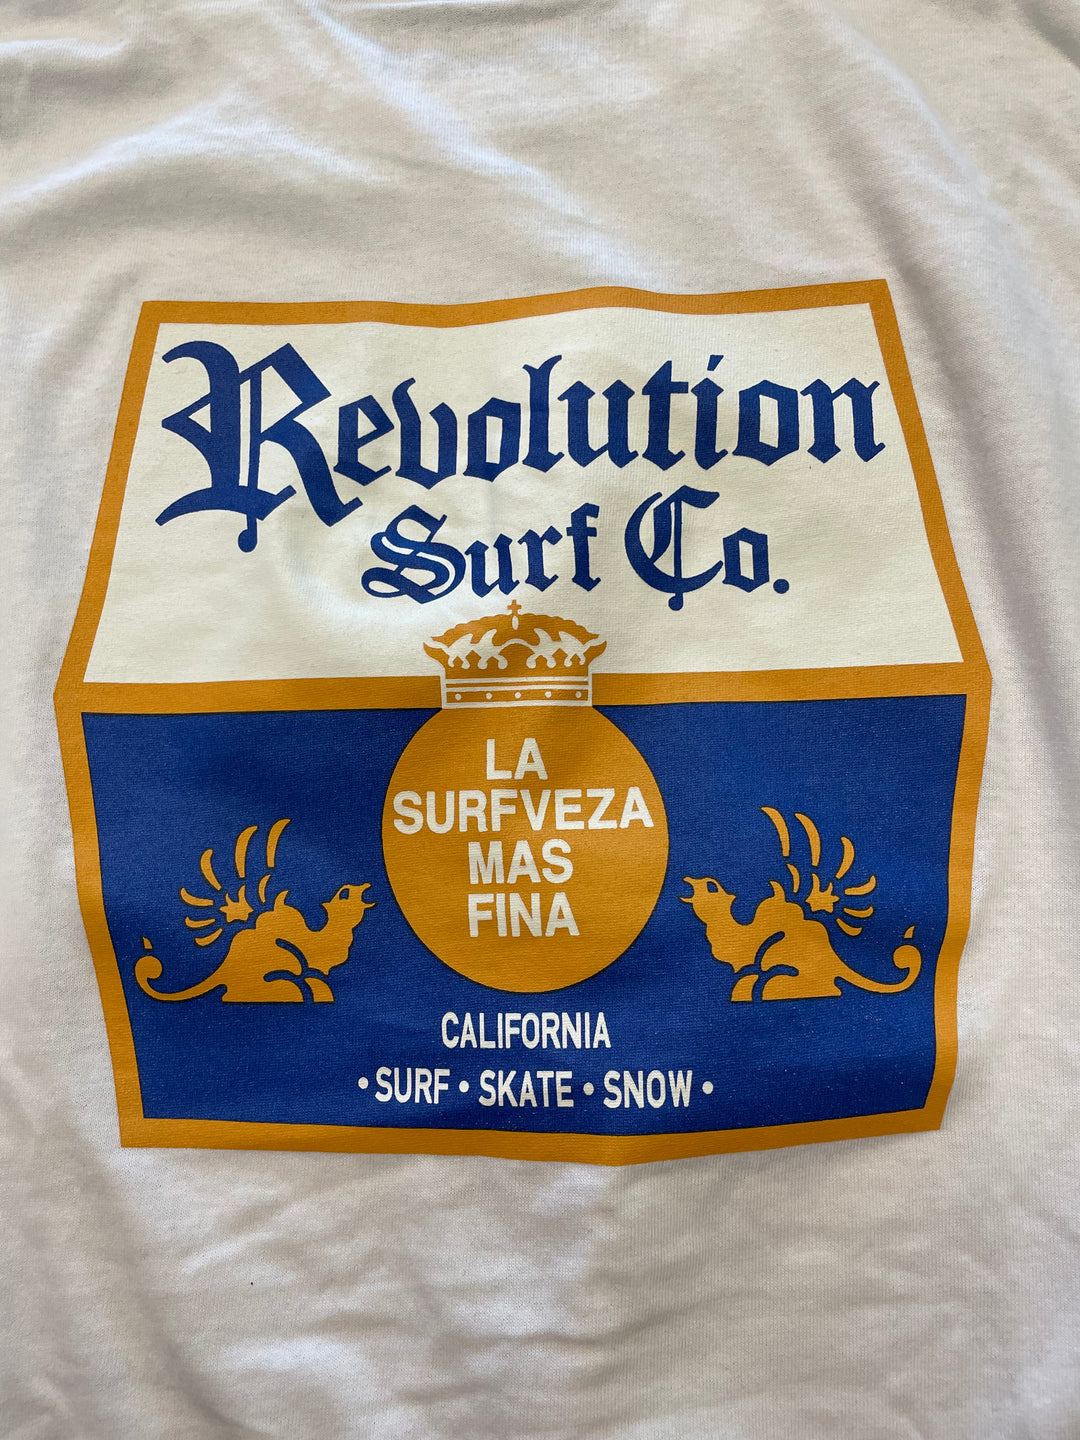 Revolution
Surf Co.
LA
SURFVEZA
MAS
FINA
CALIFORNIA
• SURF • SKATE • SNOW •